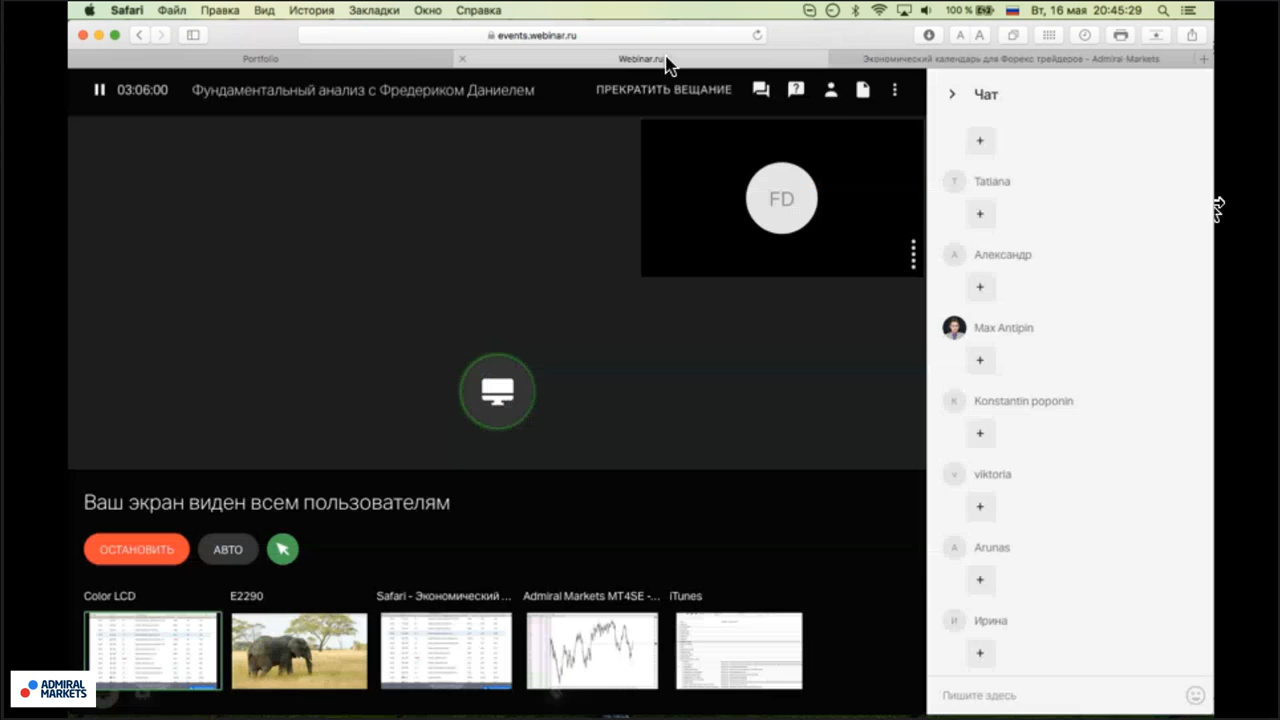 Safari Файл Правка Вид История Закладки Окно Справка 100 % Вт, 16 мая 20:45:29
events.webinar.ru A A
Portfolio Webinar.ru Экономический календарь для Форекс трейдеров - Admiral Markets
03:06:00 Фундаментальный анализ с Фредериком Даниелем ПРЕКРАТИТЬ ВЕЩАНИЕ
Чат
+
T Tatiana
+
FD
А Александр
+
Max Antipin
+
K Konstantin poponin
+
v viktoria
+
Ваш экран виден всем пользователям
ОСТАНОВИТЬ АВТО
A Arunas
+
Color LCD E2290 Safari - Экономический ... Admiral Markets MT4SE -... iTunes
И Ирина
+
Пишите здесь
ADMIRAL
MARKETS